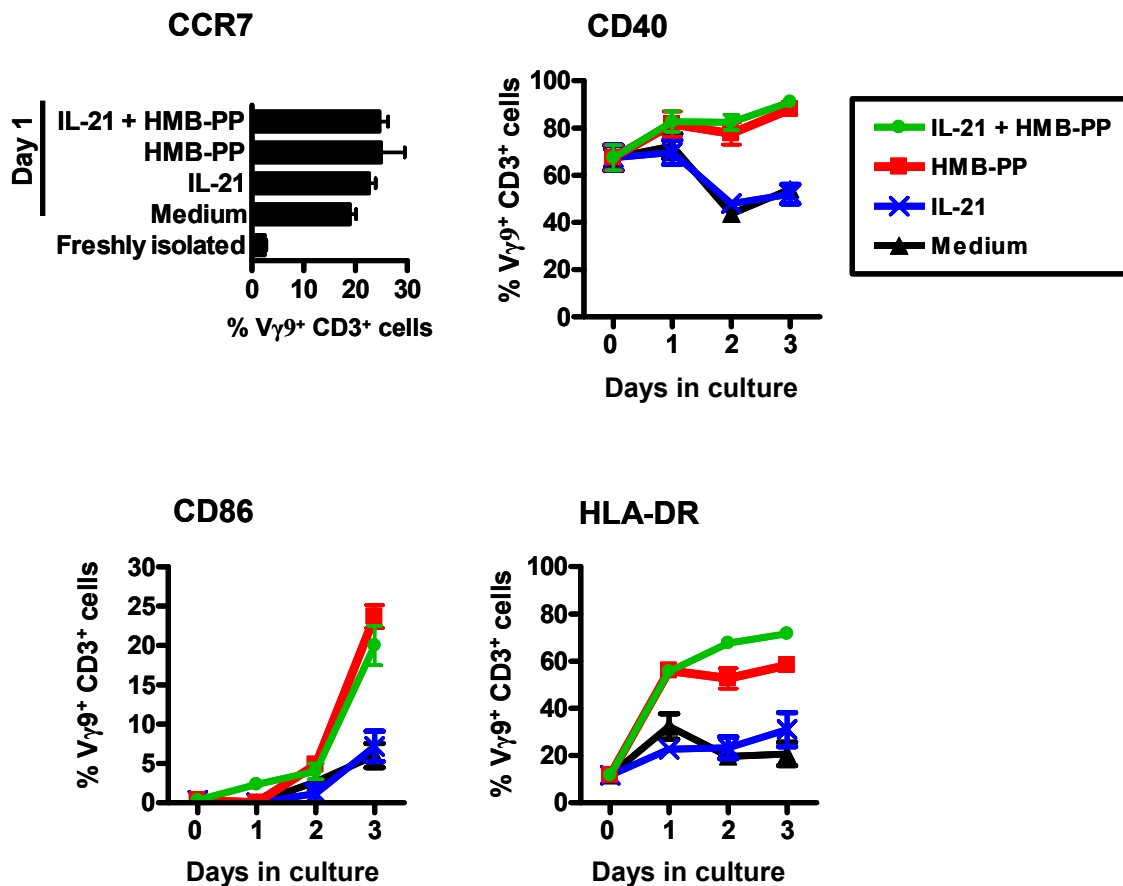 CCR7
Day 1
IL-21 + HMB-PP
HMB-PP
IL-21
Medium
Freshly isolated
0 10 20 30
% Vγ9⁺ CD3⁺ cells
CD40
% Vγ9⁺ CD3⁺ cells
100
80
60
40
20
0
0 1 2 3
Days in culture
IL-21 + HMB-PP
HMB-PP
IL-21
Medium
CD86
% Vγ9⁺ CD3⁺ cells
30
25
20
15
10
5
0
0 1 2 3
Days in culture
HLA-DR
% Vγ9⁺ CD3⁺ cells
100
80
60
40
20
0
0 1 2 3
Days in culture